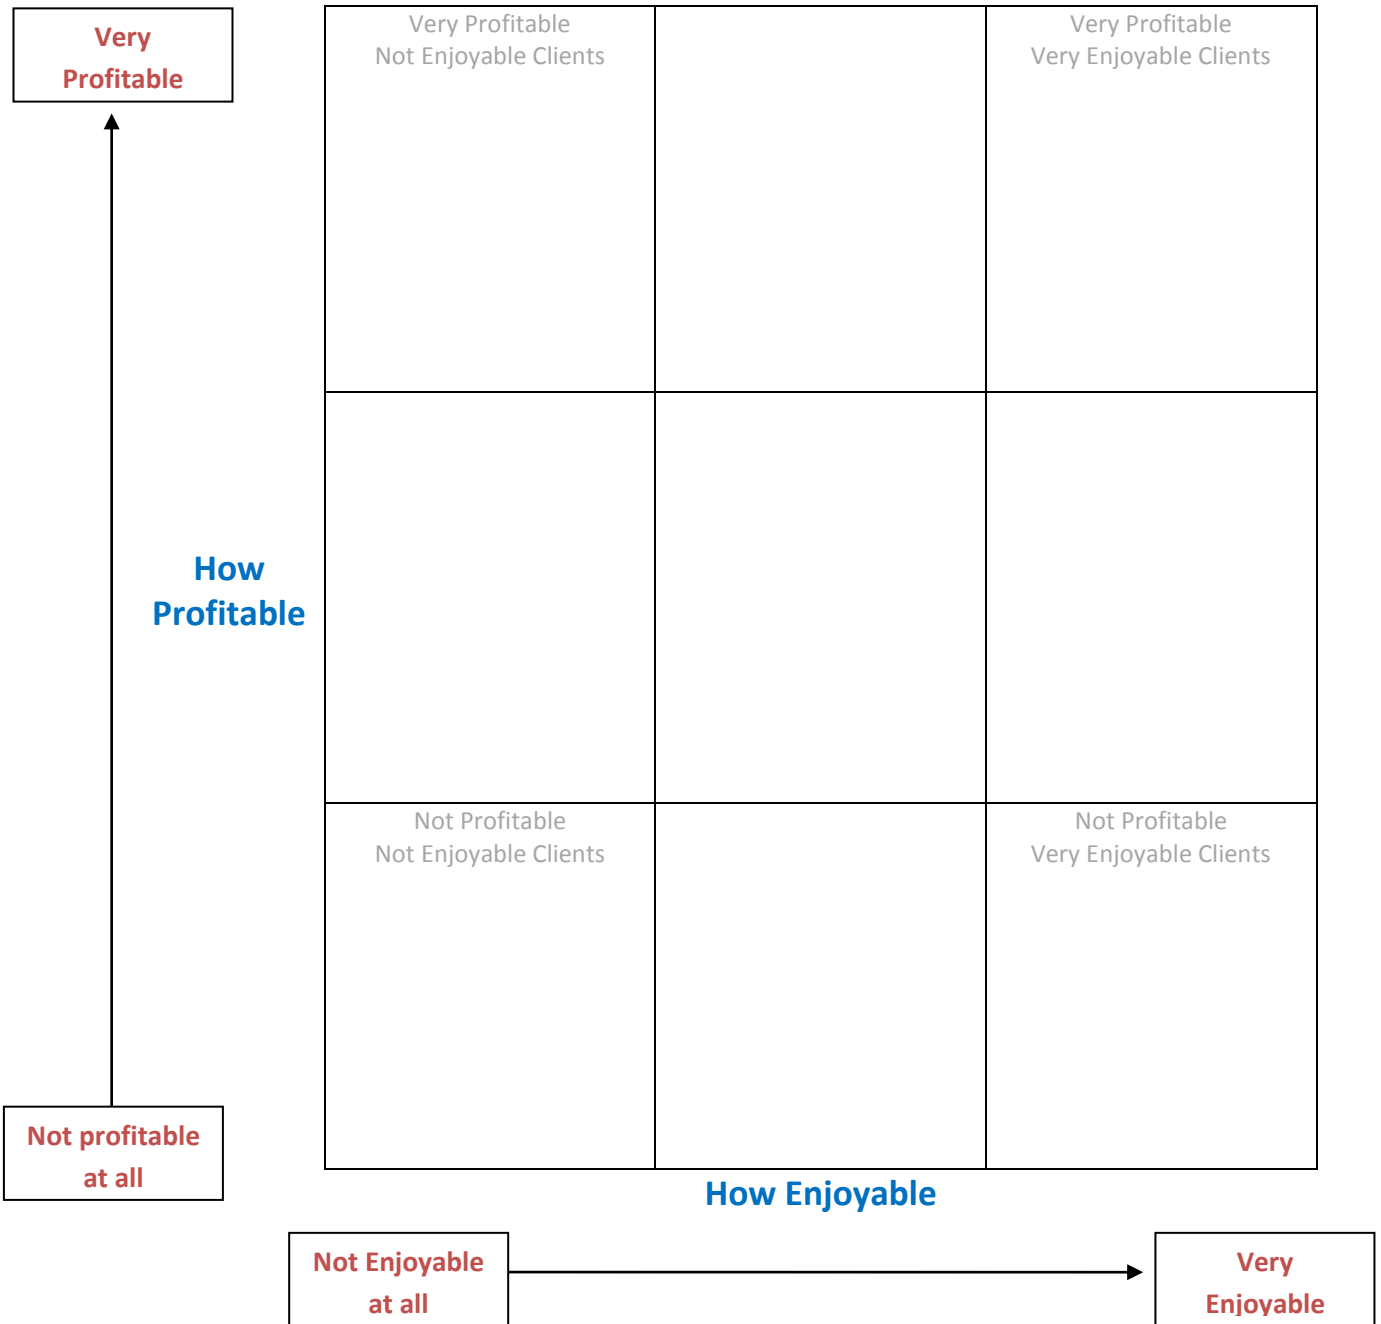 Very
Profitable
Very Profitable
Not Enjoyable Clients
Very Profitable
Very Enjoyable Clients
How
Profitable
Not Profitable
Not Enjoyable Clients
Not Profitable
Very Enjoyable Clients
Not profitable
at all
How Enjoyable
Not Enjoyable
at all
Very
Enjoyable